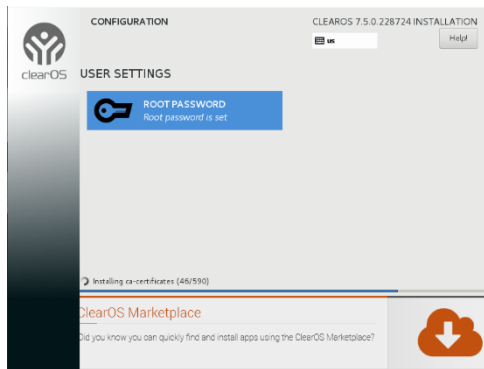 CONFIGURATION
CLEAROS 7.5.0.228724 INSTALLATION
us
Help!
clearOS
USER SETTINGS
ROOT PASSWORD
Root password is set
Installing ca-certificates (46/590)
ClearOS Marketplace
Did you know you can quickly find and install apps using the ClearOS Marketplace?